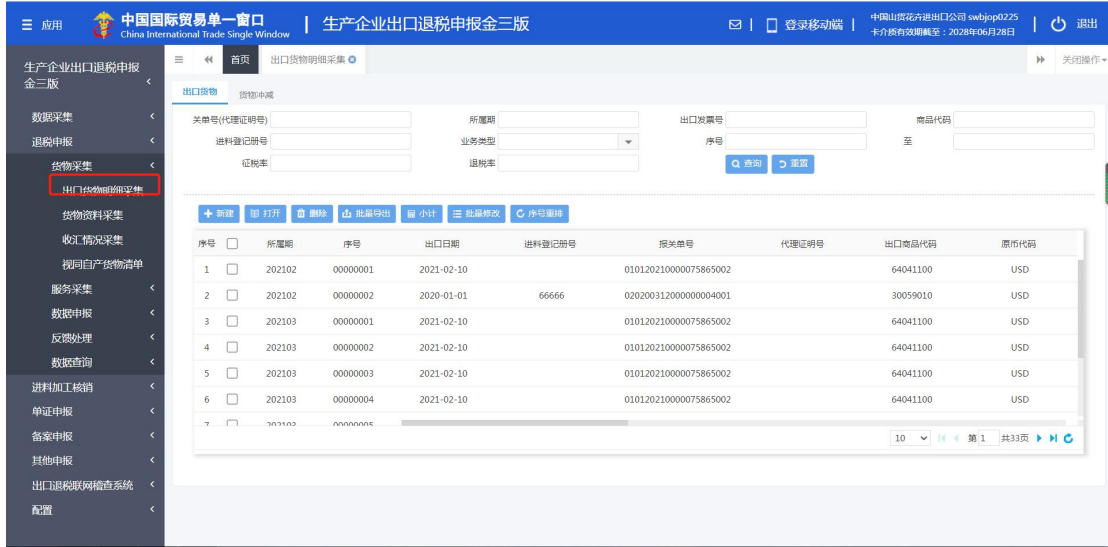 应用
中国国际贸易单一窗口
China International Trade Single Window
生产企业出口退税申报金三版
登录移动端
中国山货花卉进出口公司 swbjop0225
卡介质有效期截至：2028年06月28日
退出
生产企业出口退税申报
金三版
数据采集
退税申报
货物采集
出口货物明细采集
货物资料采集
收汇情况采集
视同自产货物清单
服务采集
数据申报
反馈处理
数据查询
进料加工核销
单证申报
备案申报
其他申报
出口退税联网稽查系统
配置
首页 出口货物明细采集 关闭操作
出口货物 货物冲减
关单号(代理证明号) 所属期 出口发票号 商品代码
进料登记册号 业务类型 序号 至
征税率 退税率 查询 重置
新建 打开 删除 批量导出 小计 批量修改 序号重排
序号 所属期 序号 出口日期 进料登记册号 报关单号 代理证明号 出口商品代码 原币代码
1 202102 00000001 2021-02-10 010120210000075865002 64041100 USD
2 202102 00000002 2020-01-01 66666 020200312000000004001 30059010 USD
3 202103 00000001 2021-02-10 010120210000075865002 64041100 USD
4 202103 00000002 2021-02-10 010120210000075865002 64041100 USD
5 202103 00000003 2021-02-10 010120210000075865002 64041100 USD
6 202103 00000004 2021-02-10 010120210000075865002 64041100 USD
7 202103 00000005
10 第 1 共33页